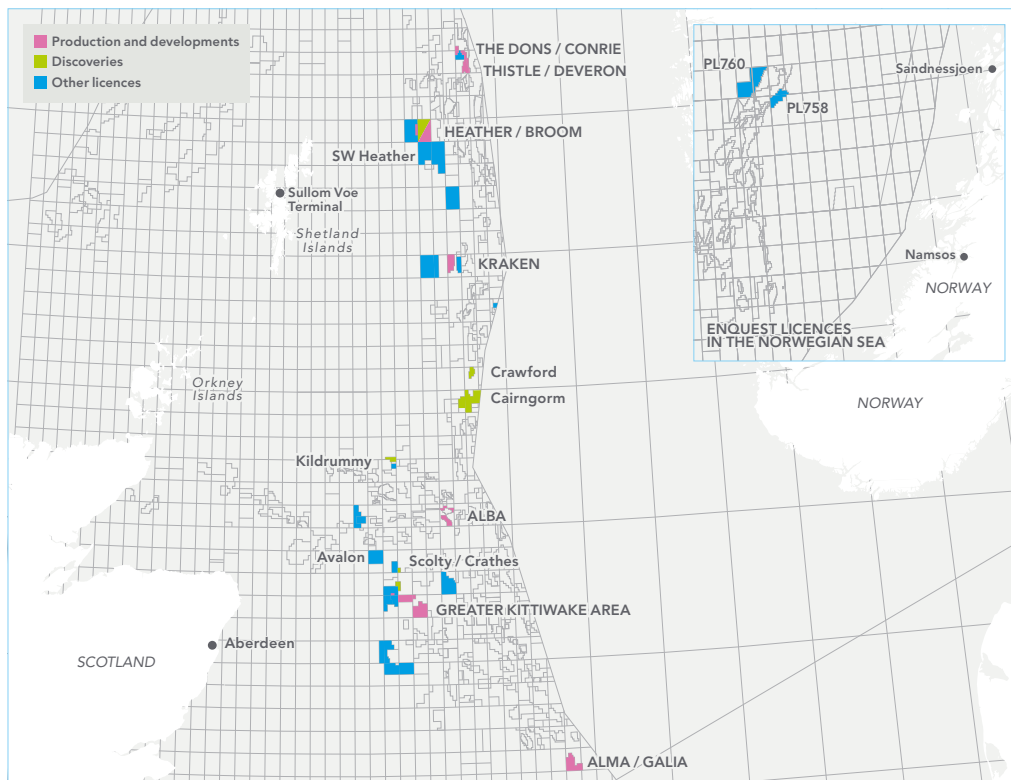 Production and developments
Discoveries
Other licences
THE DONS / CONRIE
THISTLE / DEVERON
HEATHER / BROOM
SW Heather
Sullom Voe
Terminal
Shetland
Islands
KRAKEN
Crawford
Cairngorm
Orkney
Islands
Kildrummy
ALBA
Avalon
Scolty / Crathes
GREATER KITTIWAKE AREA
Aberdeen
SCOTLAND
ALMA / GALIA
PL760
PL758
Sandnessjoen
Namsos
NORWAY
ENQUEST LICENCES
IN THE NORWEGIAN SEA
NORWAY